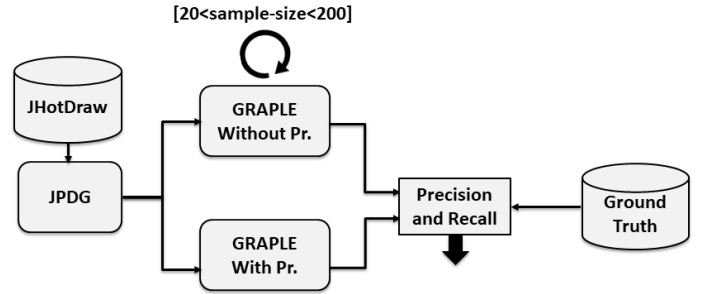 [20<sample-size<200]
JHotDraw
GRAPLE
Without Pr.
JPDG
Precision
and Recall
Ground
Truth
GRAPLE
With Pr.